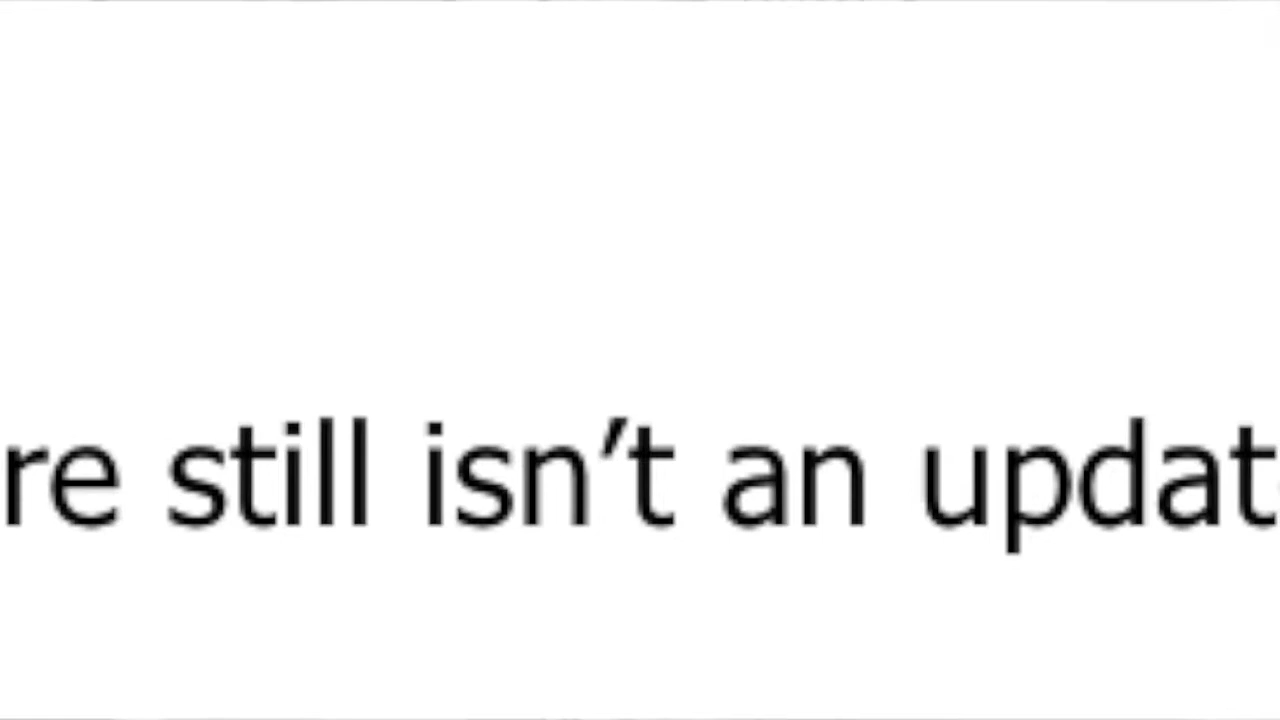 re still isn’t an updat